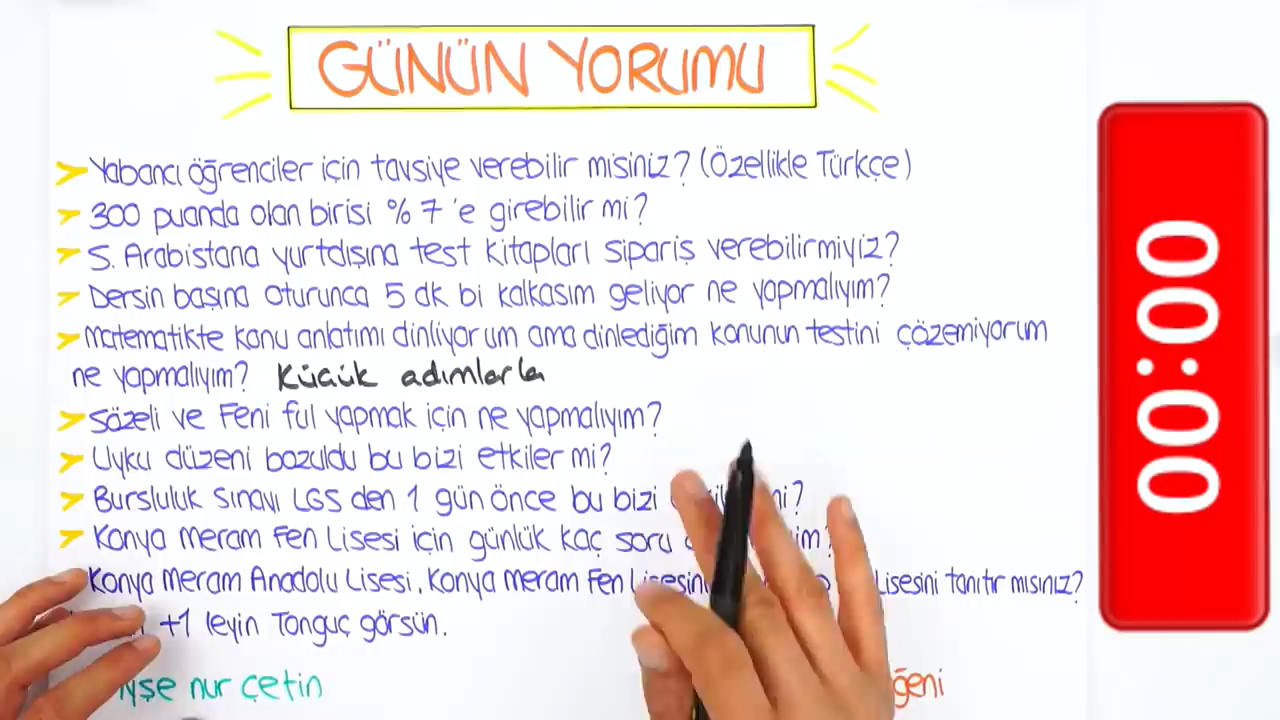 GÜNÜN YORUMU
Yabancı öğrenciler için tavsiye verebilir misiniz? (Özellikle Türkçe)
300 puanda olan birisi %7'e girebilir mi?
S. Arabistana yurtdışına test kitapları sipariş verebilirmiyiz?
Dersin başına oturunca 5 dk bi kalkasım geliyor ne yapmalıyım?
Matematikte konu anlatımı dinliyorum ama dinlediğim konunun testini çözemiyorum
ne yapmalıyım? Küçük adımlarla
Sözeli ve Feni ful yapmak için ne yapmalıyım?
Uyku düzeni bozuldu bu bizi etkiler mi?
Bursluluk Sınavı LGS den 1 gün önce bu bizi mi?
Konya Meram Fen Lisesi için günlük kaç soru
Konya Meram Anadolu Lisesi, Konya Meram Fen Lisesini Lisesini tanıtır mısınız?
+1 leyin Tonguç görsün.
çetin nur
00:00